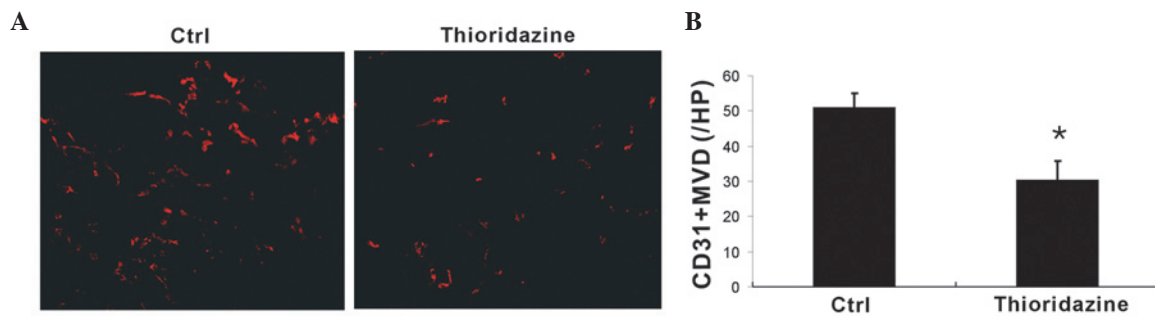 A
Ctrl
Thioridazine
B
CD31+MVD (/HP)
60
50
40
30
20
10
0
*
Ctrl
Thioridazine